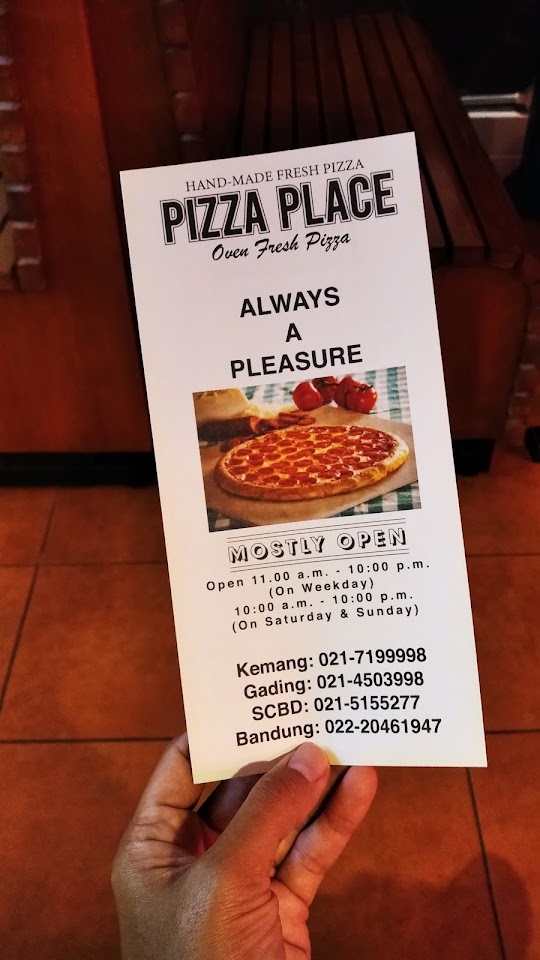 HAND-MADE FRESH PIZZA
PIZZA PLACE
Oven Fresh Pizza
ALWAYS
A
PLEASURE
MOSTLY OPEN
Open 11.00 a.m. - 10:00 p.m.
(On Weekday)
10:00 a.m. - 10:00 p.m.
(On Saturday & Sunday)
Kemang: 021-7199998
Gading: 021-4503998
SCBD: 021-5155277
Bandung: 022-20461947